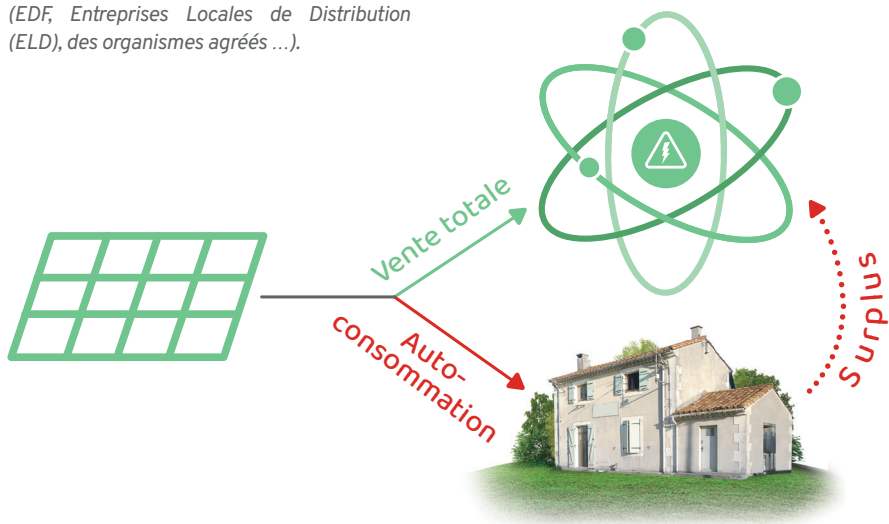 (EDF, Entreprises Locales de Distribution
(ELD), des organismes agréés ...).
Vente totale
Auto-
consommation
Surplus